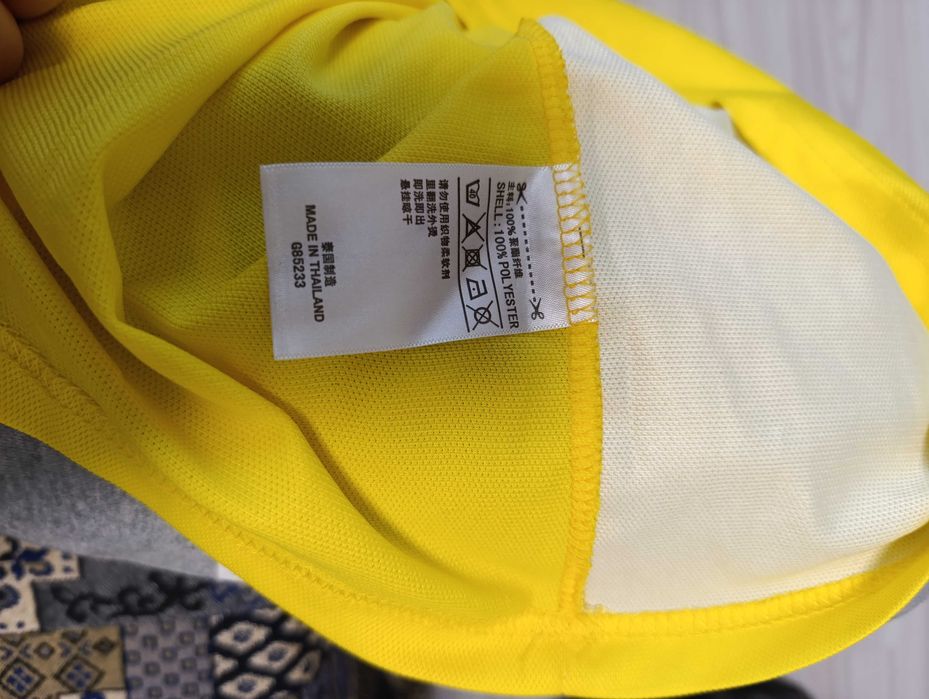 主料:100% 聚酯纤维
SHELL: 100% POLYESTER
40
请勿使用织物柔软剂
里翻洗外烫
即洗即出
悬挂晾干
泰国制造
MADE IN THAILAND
G85233